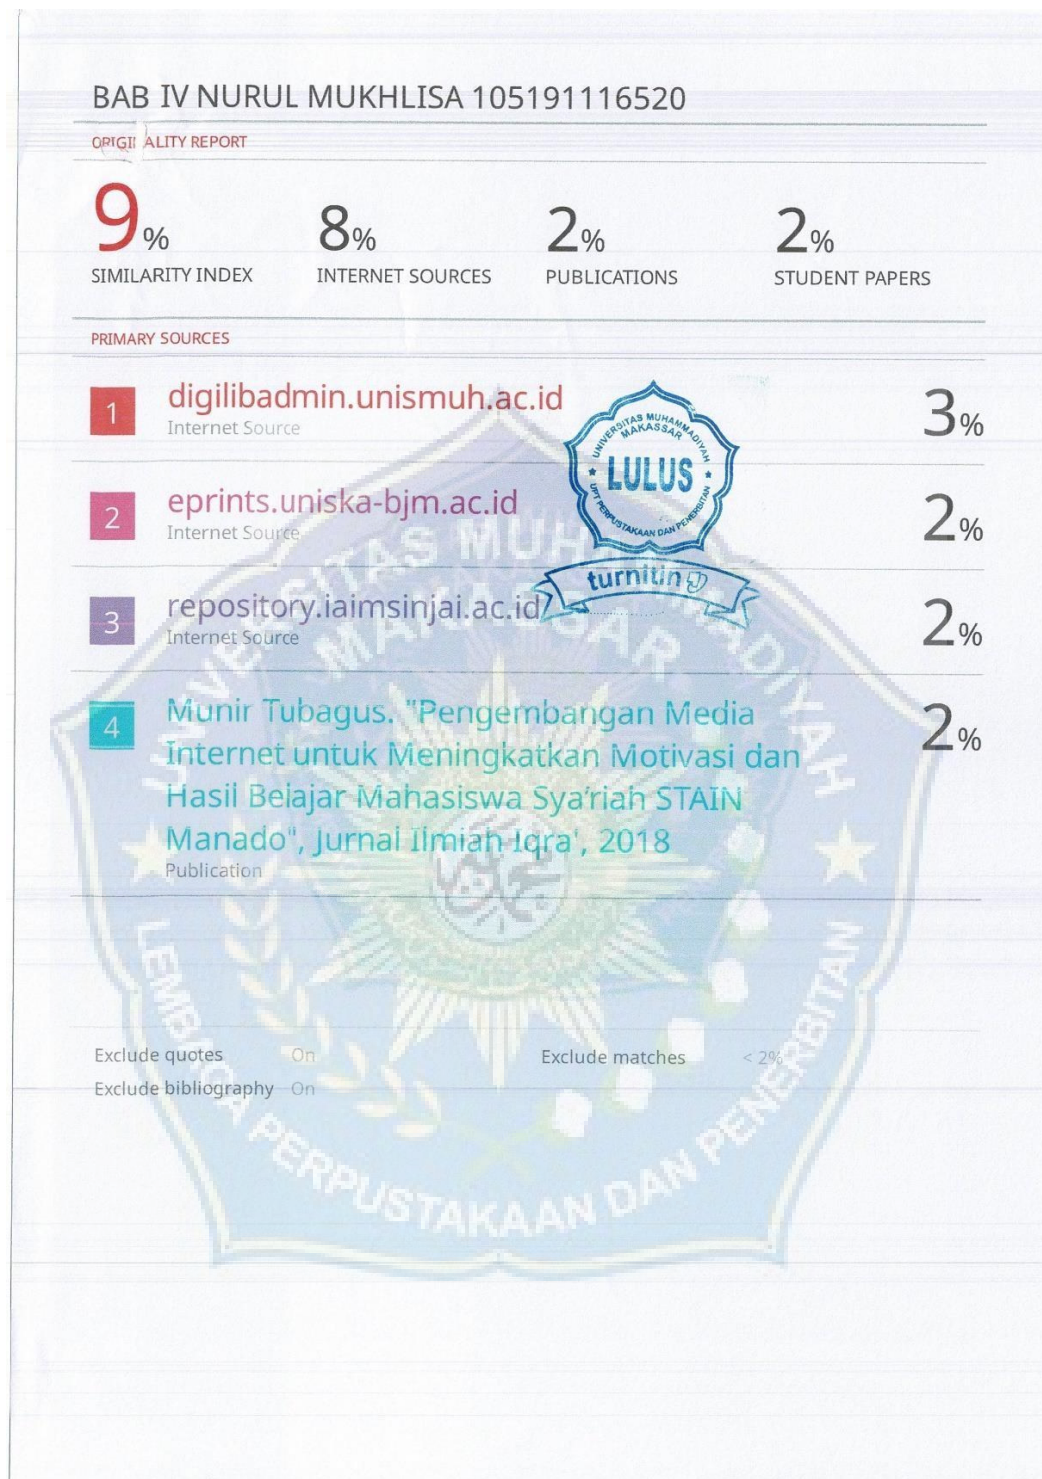 BAB IV NURUL MUKHLISA 105191116520
ORIGINALITY REPORT
9%
SIMILARITY INDEX
8%
INTERNET SOURCES
2%
PUBLICATIONS
2%
STUDENT PAPERS
PRIMARY SOURCES
1
digilibadmin.unismuh.ac.id
Internet Source
3%
2
eprints.uniska-bjm.ac.id
Internet Source
2%
3
repository.iaimsinjai.ac.id
Internet Source
2%
4
Munir Tubagus. "Pengembangan Media
Internet untuk Meningkatkan Motivasi dan
Hasil Belajar Mahasiswa Sya'riah STAIN
Manado", Jurnal Ilmiah Iqra', 2018
Publication
2%
UNIVERSITAS MUHAMMADIYAH
MAKASSAR
LULUS
UPT PERPUSTAKAAN DAN PENERBITAN
turnitin
UNIVERSITAS MUHAMMADIYAH
MAKASSAR
LEMBAGA PERPUSTAKAAN DAN PENERBITAN
Exclude quotes On
Exclude matches < 2%
Exclude bibliography On